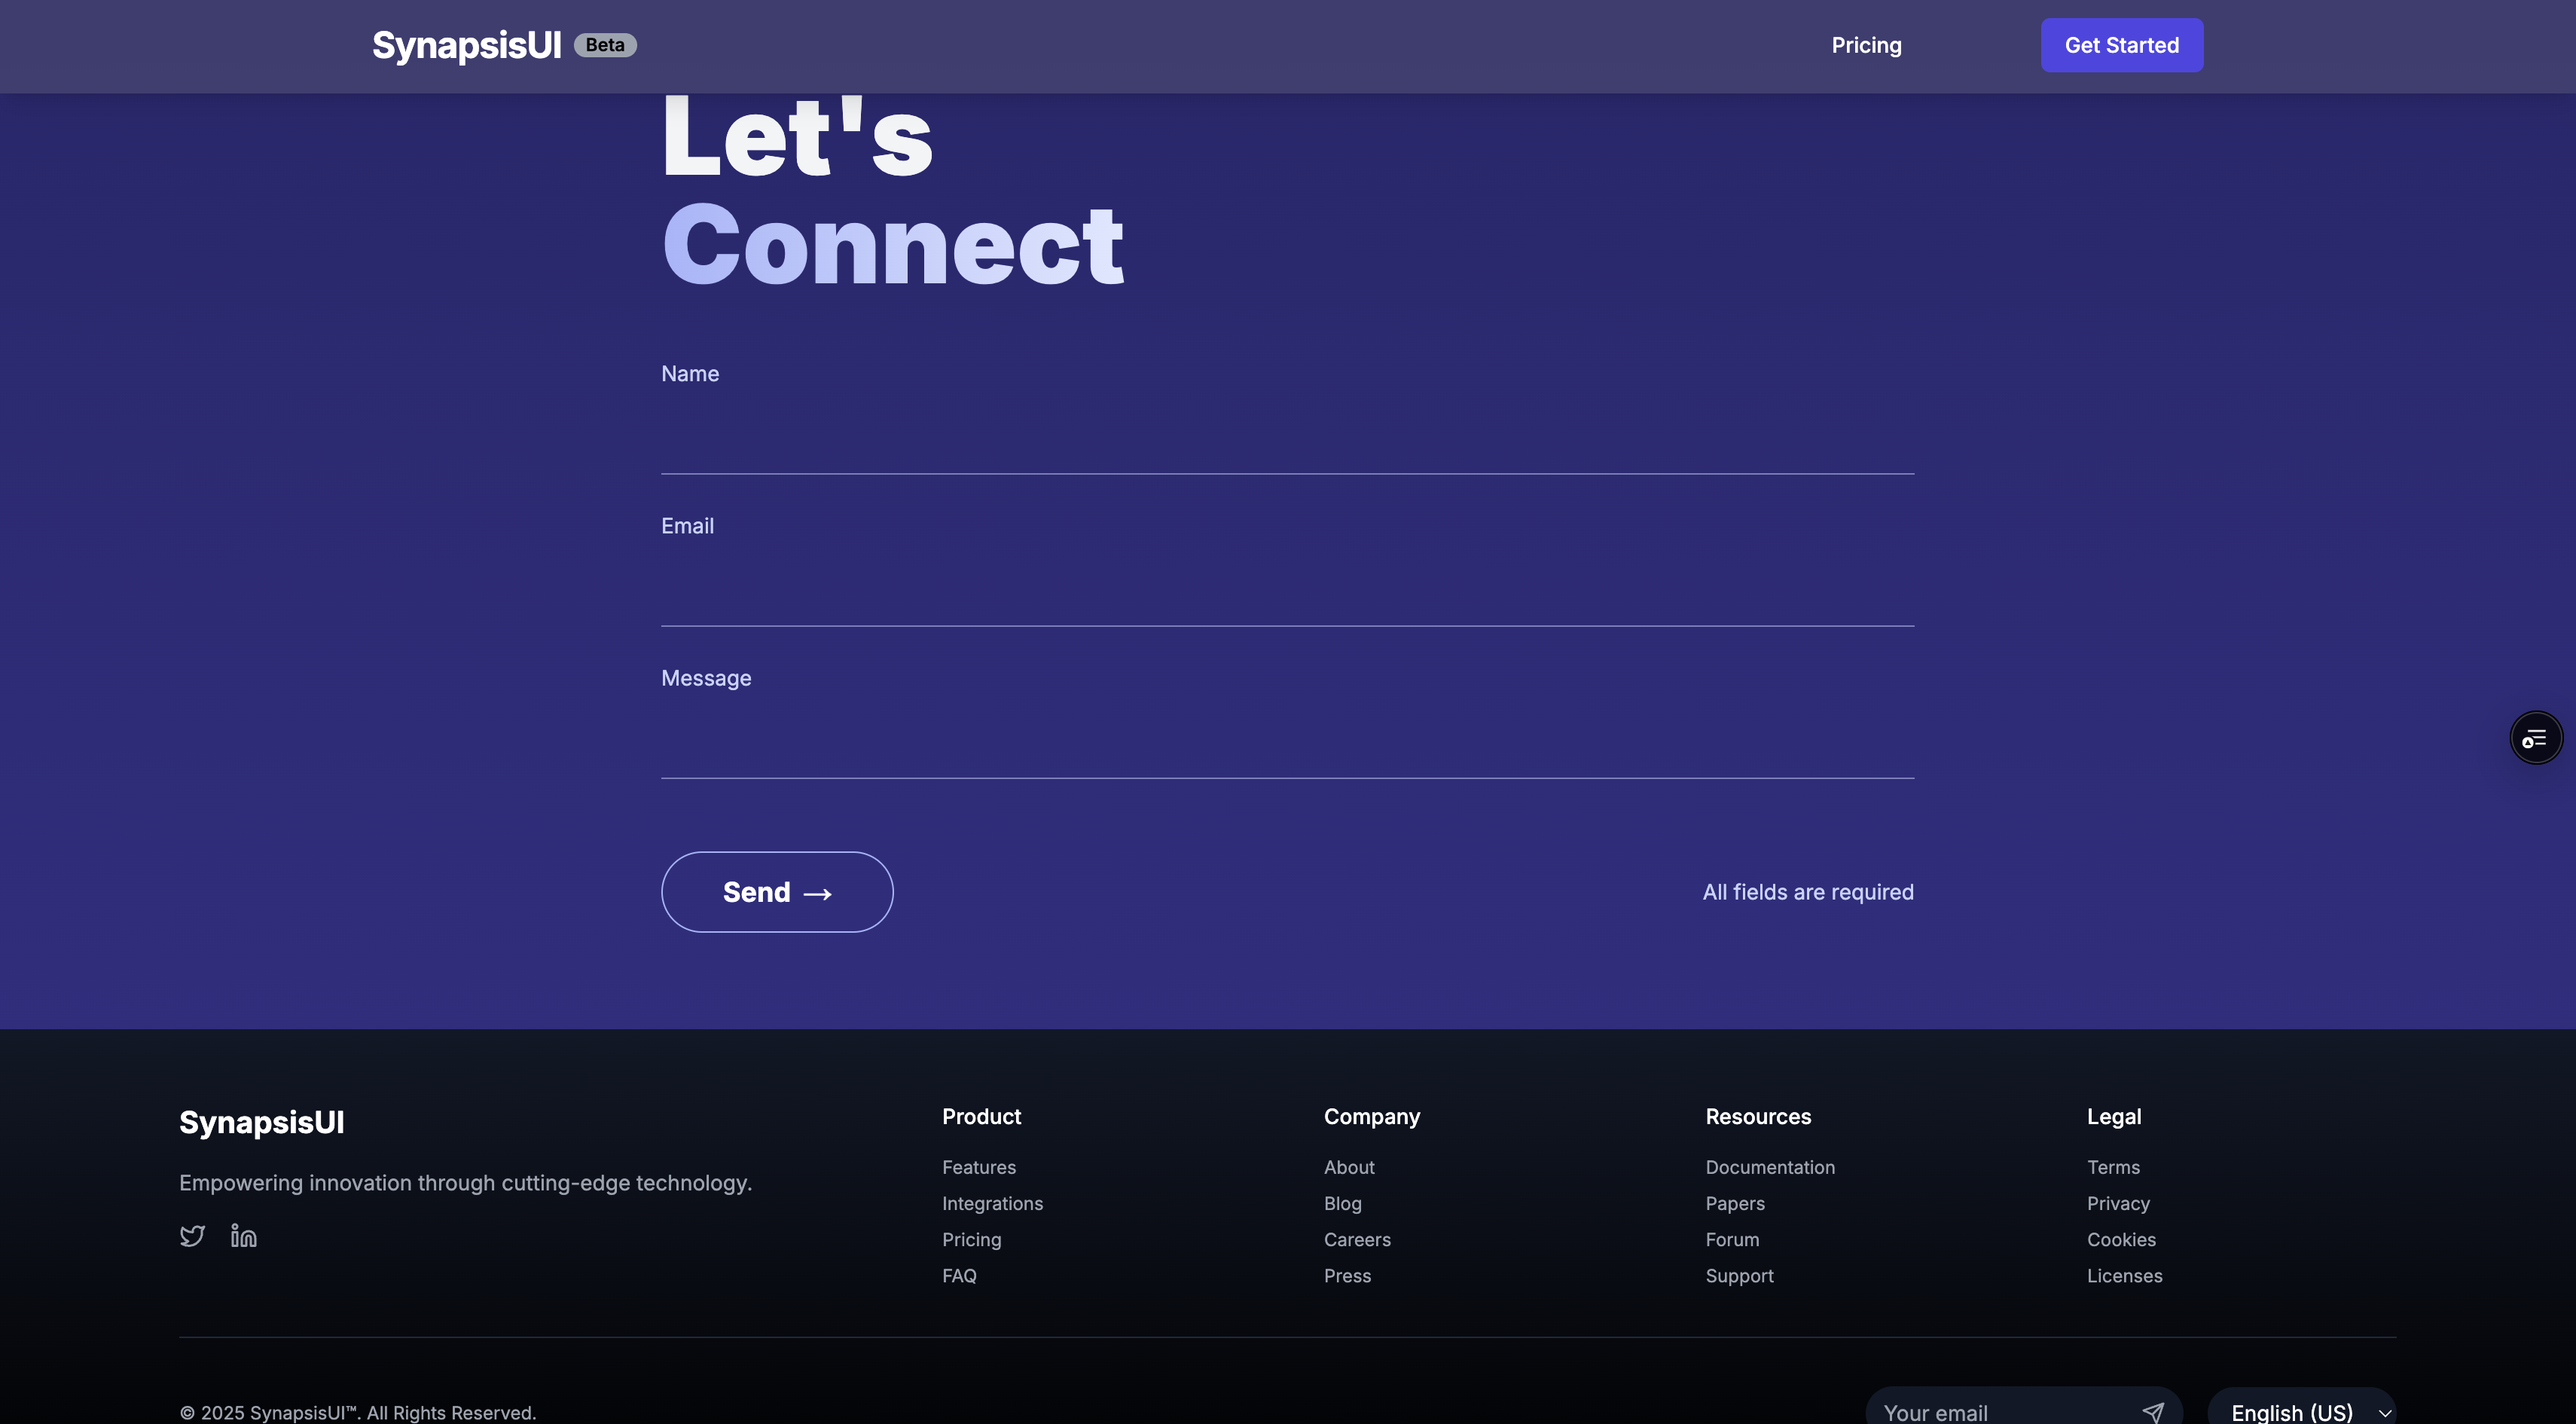 SynapsisUI Beta
Pricing
Get Started
Let's
Connect
Name
Email
Message
Send →
All fields are required
SynapsisUI
Empowering innovation through cutting-edge technology.
Product
Features
Integrations
Pricing
FAQ
Company
About
Blog
Careers
Press
Resources
Documentation
Papers
Forum
Support
Legal
Terms
Privacy
Cookies
Licenses
© 2025 SynapsisUI™. All Rights Reserved.
Your email
English (US)